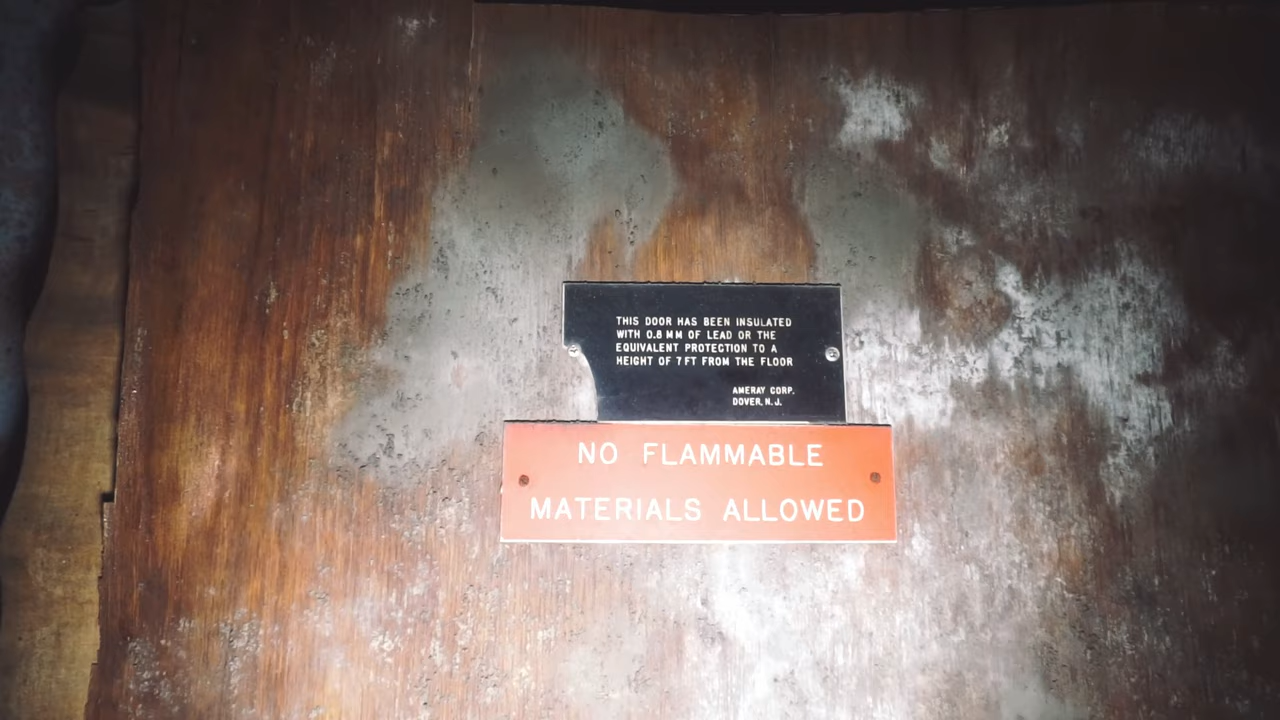 THIS DOOR HAS BEEN INSULATED
WITH 0.8 MM OF LEAD OR THE
EQUIVALENT PROTECTION TO A
HEIGHT OF 7 FT FROM THE FLOOR
AMERAY CORP.
DOVER, N.J.
NO FLAMMABLE
MATERIALS ALLOWED